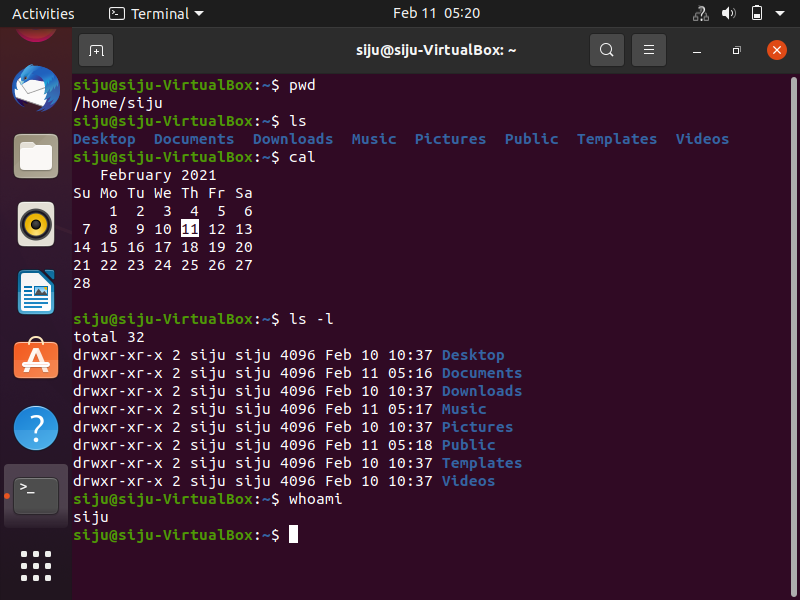 Activities Terminal Feb 11 05:20
siju@siju-VirtualBox: ~
siju@siju-VirtualBox:~$ pwd
/home/siju
siju@siju-VirtualBox:~$ ls
Desktop  Documents  Downloads  Music  Pictures  Public  Templates  Videos
siju@siju-VirtualBox:~$ cal
   February 2021
Su Mo Tu We Th Fr Sa
    1  2  3  4  5  6
 7  8  9 10 11 12 13
14 15 16 17 18 19 20
21 22 23 24 25 26 27
28
siju@siju-VirtualBox:~$ ls -l
total 32
drwxr-xr-x 2 siju siju 4096 Feb 10 10:37 Desktop
drwxr-xr-x 2 siju siju 4096 Feb 11 05:16 Documents
drwxr-xr-x 2 siju siju 4096 Feb 10 10:37 Downloads
drwxr-xr-x 2 siju siju 4096 Feb 11 05:17 Music
drwxr-xr-x 2 siju siju 4096 Feb 10 10:37 Pictures
drwxr-xr-x 2 siju siju 4096 Feb 11 05:18 Public
drwxr-xr-x 2 siju siju 4096 Feb 10 10:37 Templates
drwxr-xr-x 2 siju siju 4096 Feb 10 10:37 Videos
siju@siju-VirtualBox:~$ whoami
siju
siju@siju-VirtualBox:~$